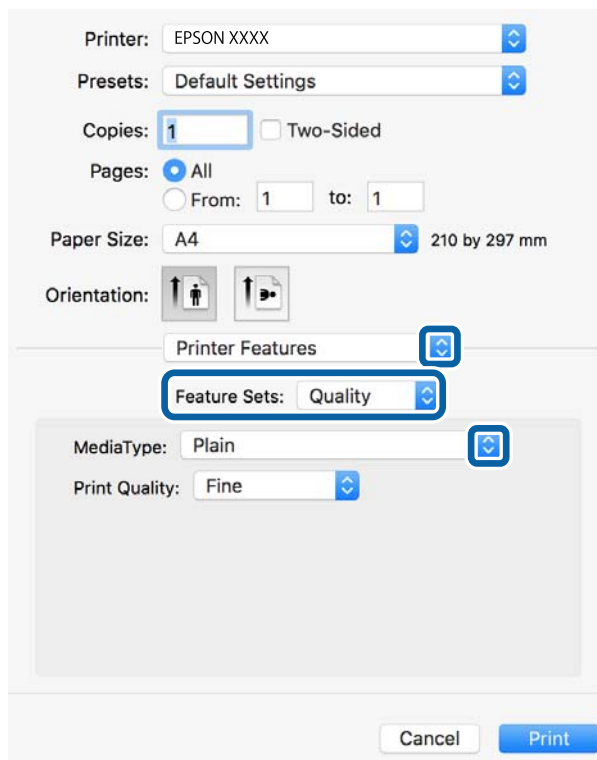 Printer: EPSON XXXX
Presets: Default Settings
Copies: 1 Two-Sided
Pages: All
From: 1 to: 1
Paper Size: A4 210 by 297 mm
Orientation:
Printer Features
Feature Sets: Quality
MediaType: Plain
Print Quality: Fine
Cancel Print